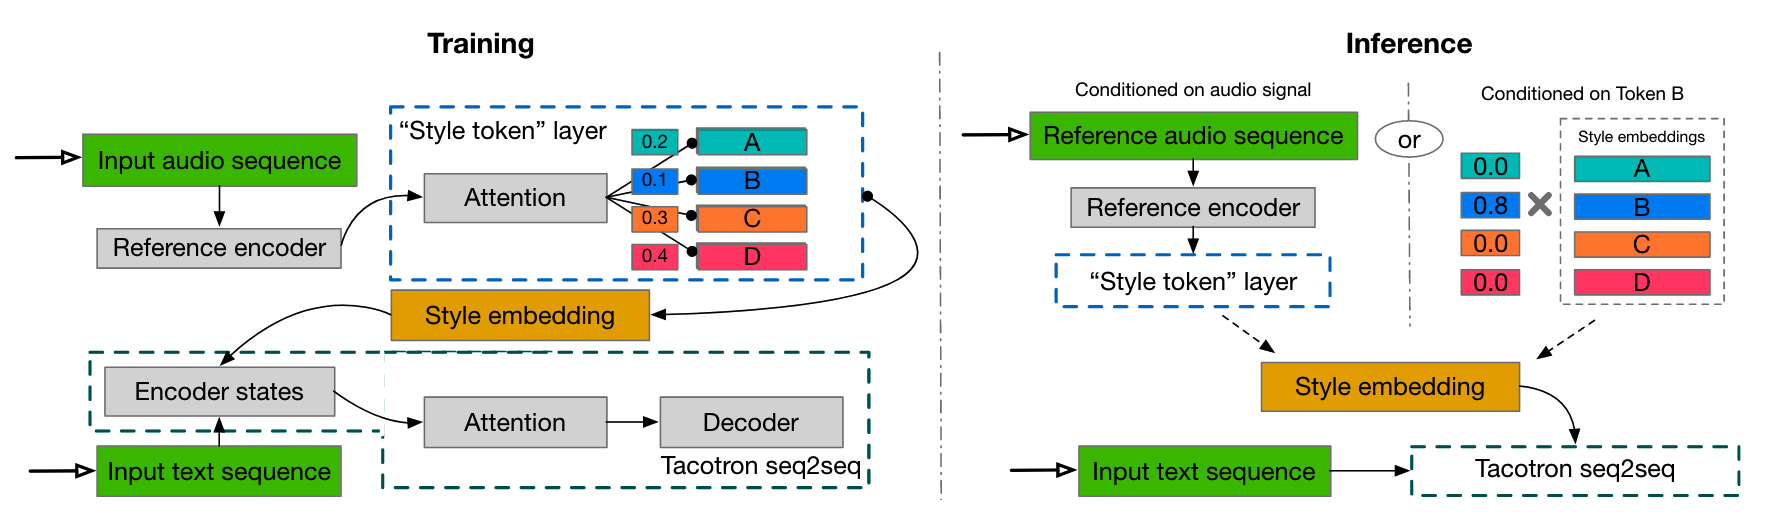 Training
“Style token” layer
Input audio sequence
Reference encoder
Attention
0.2 A
0.1 B
0.3 C
0.4 D
Style embedding
Encoder states
Attention
Decoder
Input text sequence
Tacotron seq2seq
Inference
Conditioned on audio signal
Reference audio sequence
Reference encoder
“Style token” layer
or
Conditioned on Token B
Style embeddings
0.0 A
0.8 B
0.0 C
0.0 D
Style embedding
Input text sequence
Tacotron seq2seq